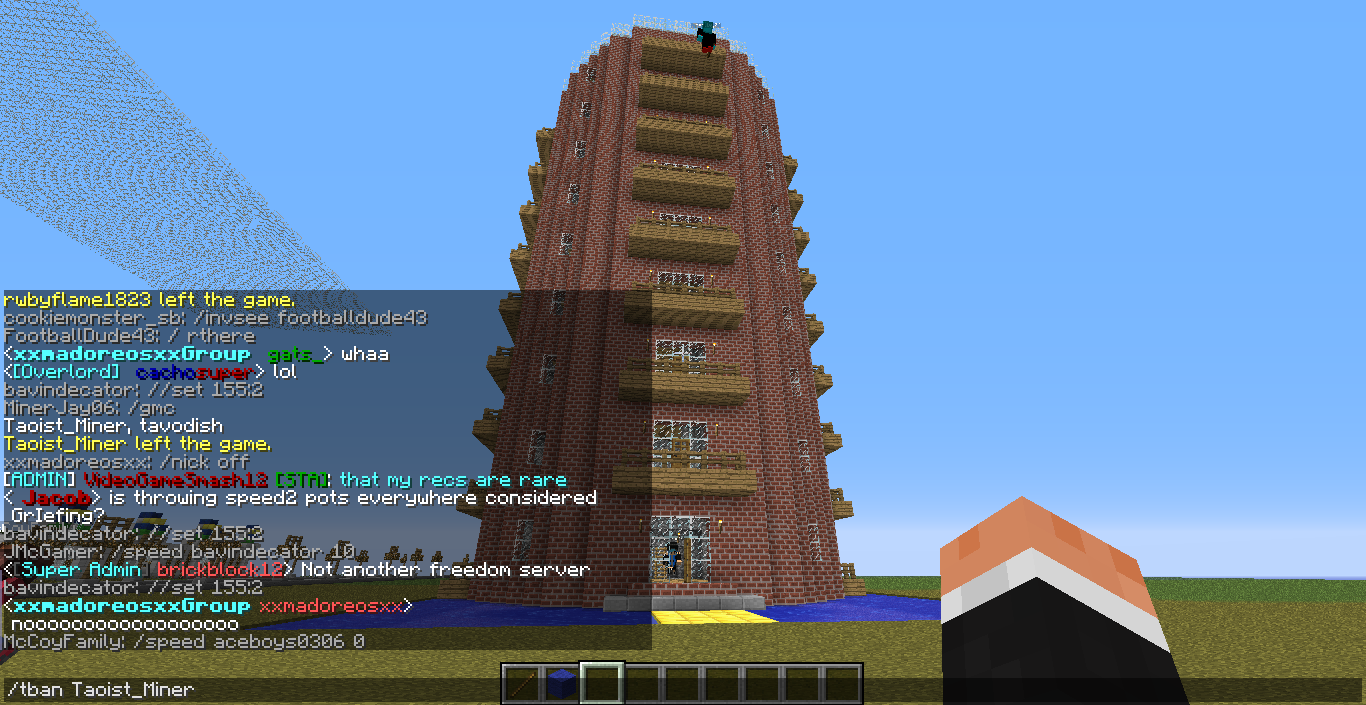 rwbyflame1823 left the game.
cookiemonster_sb: /invsee footballdude43
FootballDude43: / rthere
<xxmadoreosxxGroup gats_> whaa
<[Overlord] cachosuper> lol
bavindecator: //set 155:2
MinerJay06: /gmc
Taoist_Miner, tavodish
Taoist_Miner left the game.
xxmadoreosxx: /nick off
[ADMIN] VideoGameSmash12 [STA]: that my recs are rare
< Jacob> is throwing speed2 pots everywhere considered
GrIefing?
bavindecator: //set 155:2
JMcGamer: /speed bavindecator 10
<[Super Admin] brickblock12> Not another freedom server
bavindecator: //set 155:2
<xxmadoreosxxGroup xxmadoreosxx>
noooooooooooooooooo
McCoyFamily: /speed aceboys0306 0
/tban Taoist_Miner